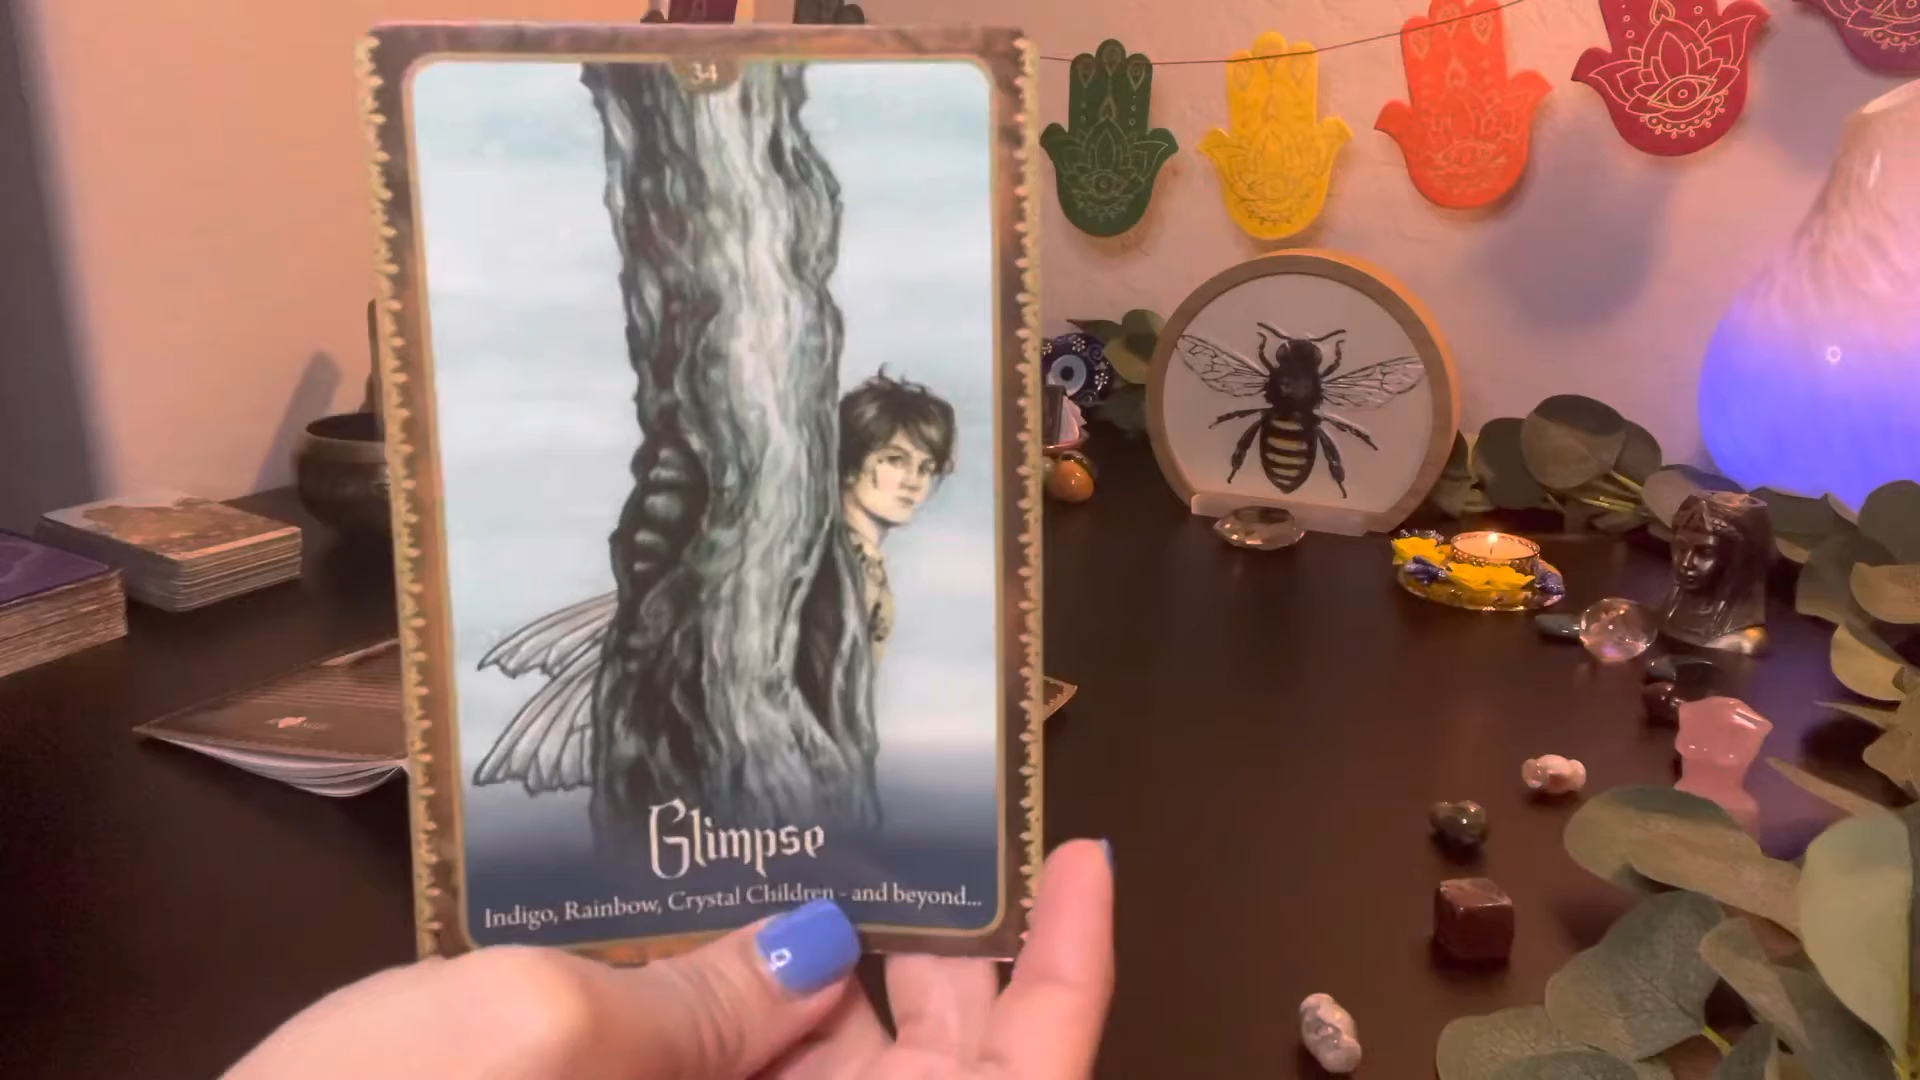 34
Glimpse
Indigo, Rainbow, Crystal Children - and beyond...